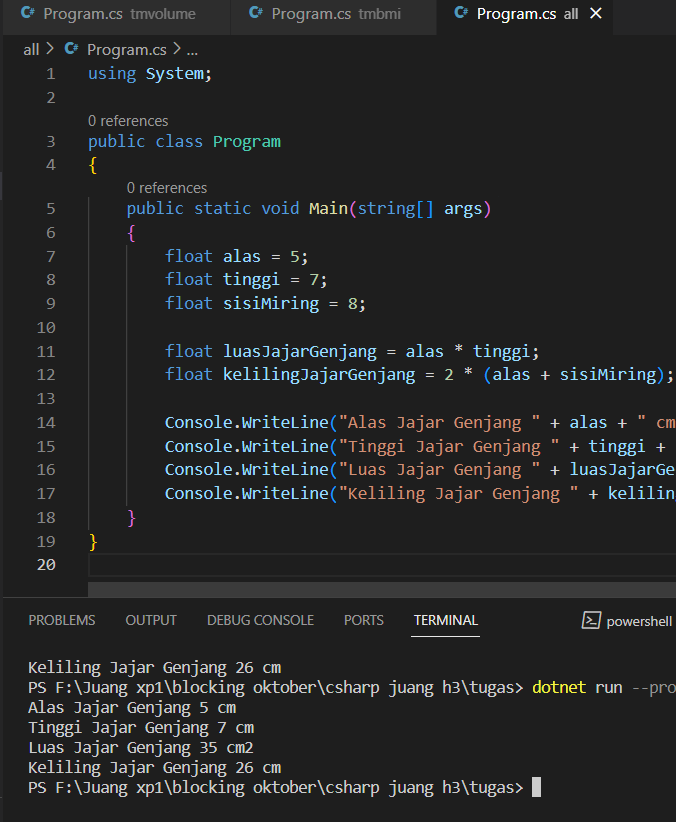 C# Program.cs tmvolume C# Program.cs tmbmi C# Program.cs all ×
all > C# Program.cs > ...
1 using System;
2
0 references
3 public class Program
4 {
0 references
5 public static void Main(string[] args)
6 {
7 float alas = 5;
8 float tinggi = 7;
9 float sisiMiring = 8;
10
11 float luasJajarGenjang = alas * tinggi;
12 float kelilingJajarGenjang = 2 * (alas + sisiMiring);
13
14 Console.WriteLine("Alas Jajar Genjang " + alas + " cm
15 Console.WriteLine("Tinggi Jajar Genjang " + tinggi +
16 Console.WriteLine("Luas Jajar Genjang " + luasJajarGe
17 Console.WriteLine("Keliling Jajar Genjang " + kelilin
18 }
19 }
20
PROBLEMS OUTPUT DEBUG CONSOLE PORTS TERMINAL powershell
Keliling Jajar Genjang 26 cm
PS F:\Juang xp1\blocking oktober\csharp juang h3\tugas> dotnet run --pro
Alas Jajar Genjang 5 cm
Tinggi Jajar Genjang 7 cm
Luas Jajar Genjang 35 cm2
Keliling Jajar Genjang 26 cm
PS F:\Juang xp1\blocking oktober\csharp juang h3\tugas>